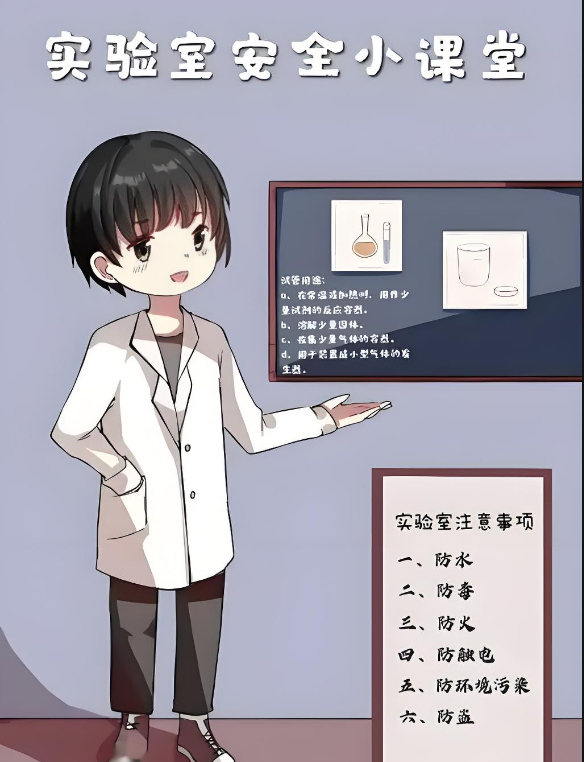 实验室安全小课堂
试管用途:
a、在常温或加热时,用作少
量试剂的反应容器。
b、溶解少量固体。
c、收集少量气体的容器。
d、用于装置成小型气体的发
生器。
实验室注意事项
一、防水
二、防毒
三、防火
四、防触电
五、防环境污染
六、防盗